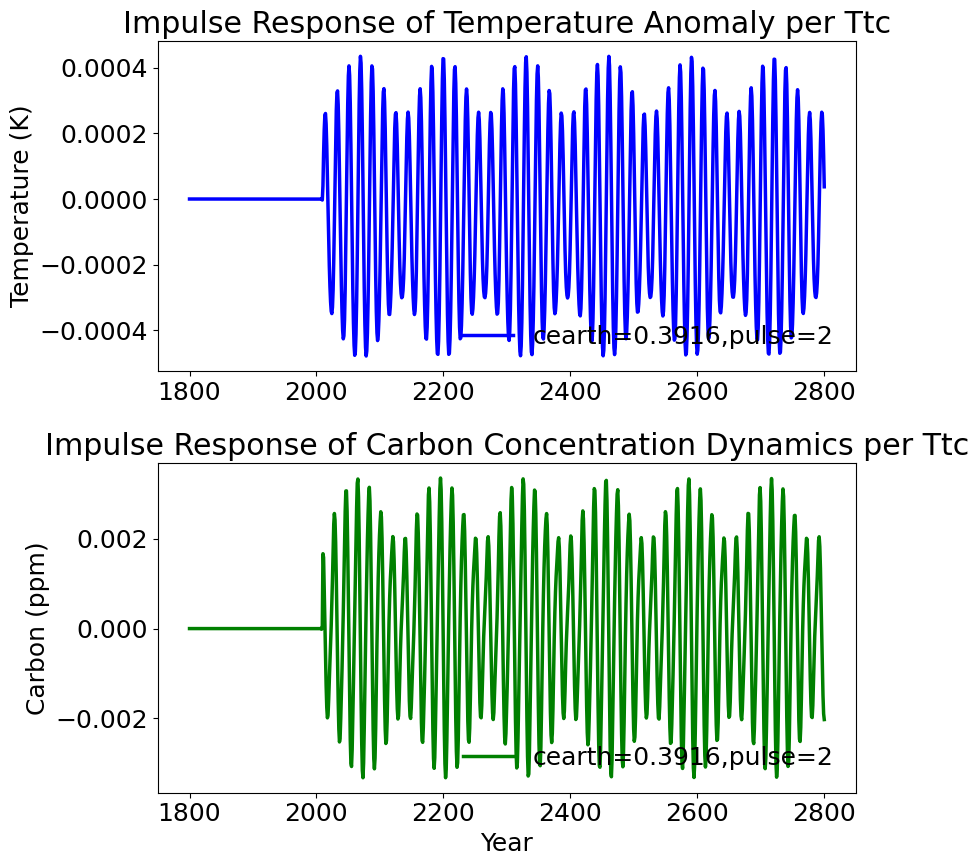 Impulse Response of Temperature Anomaly per Ttc
Temperature (K)
0.0004
0.0002
0.0000
−0.0002
−0.0004
cearth=0.3916,pulse=2
1800 2000 2200 2400 2600 2800
Impulse Response of Carbon Concentration Dynamics per Ttc
Carbon (ppm)
0.002
0.000
−0.002
cearth=0.3916,pulse=2
1800 2000 2200 2400 2600 2800
Year